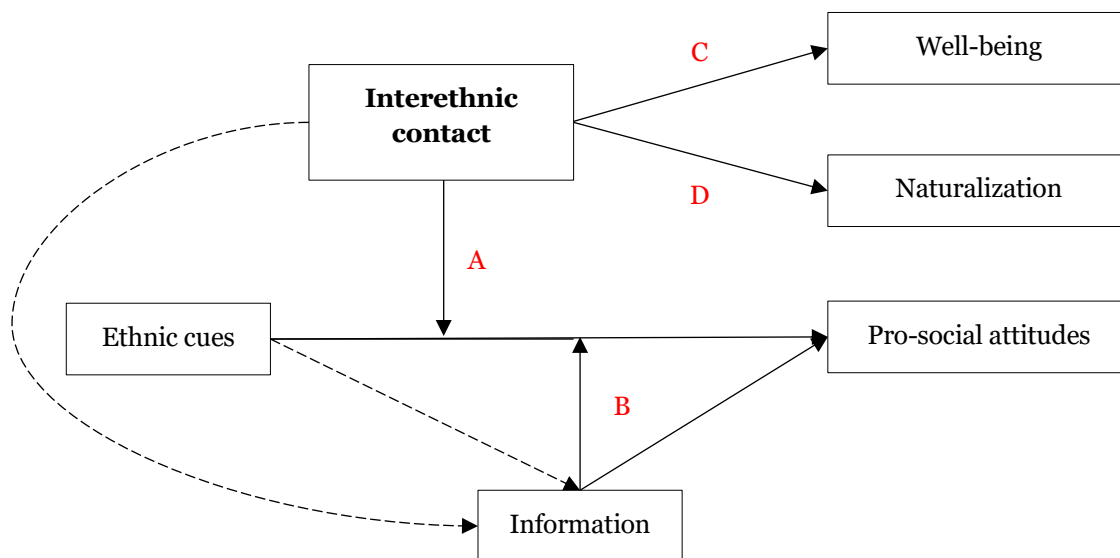 Well-being
C
Interethnic
contact
Naturalization
D
A
Ethnic cues
Pro-social attitudes
B
Information